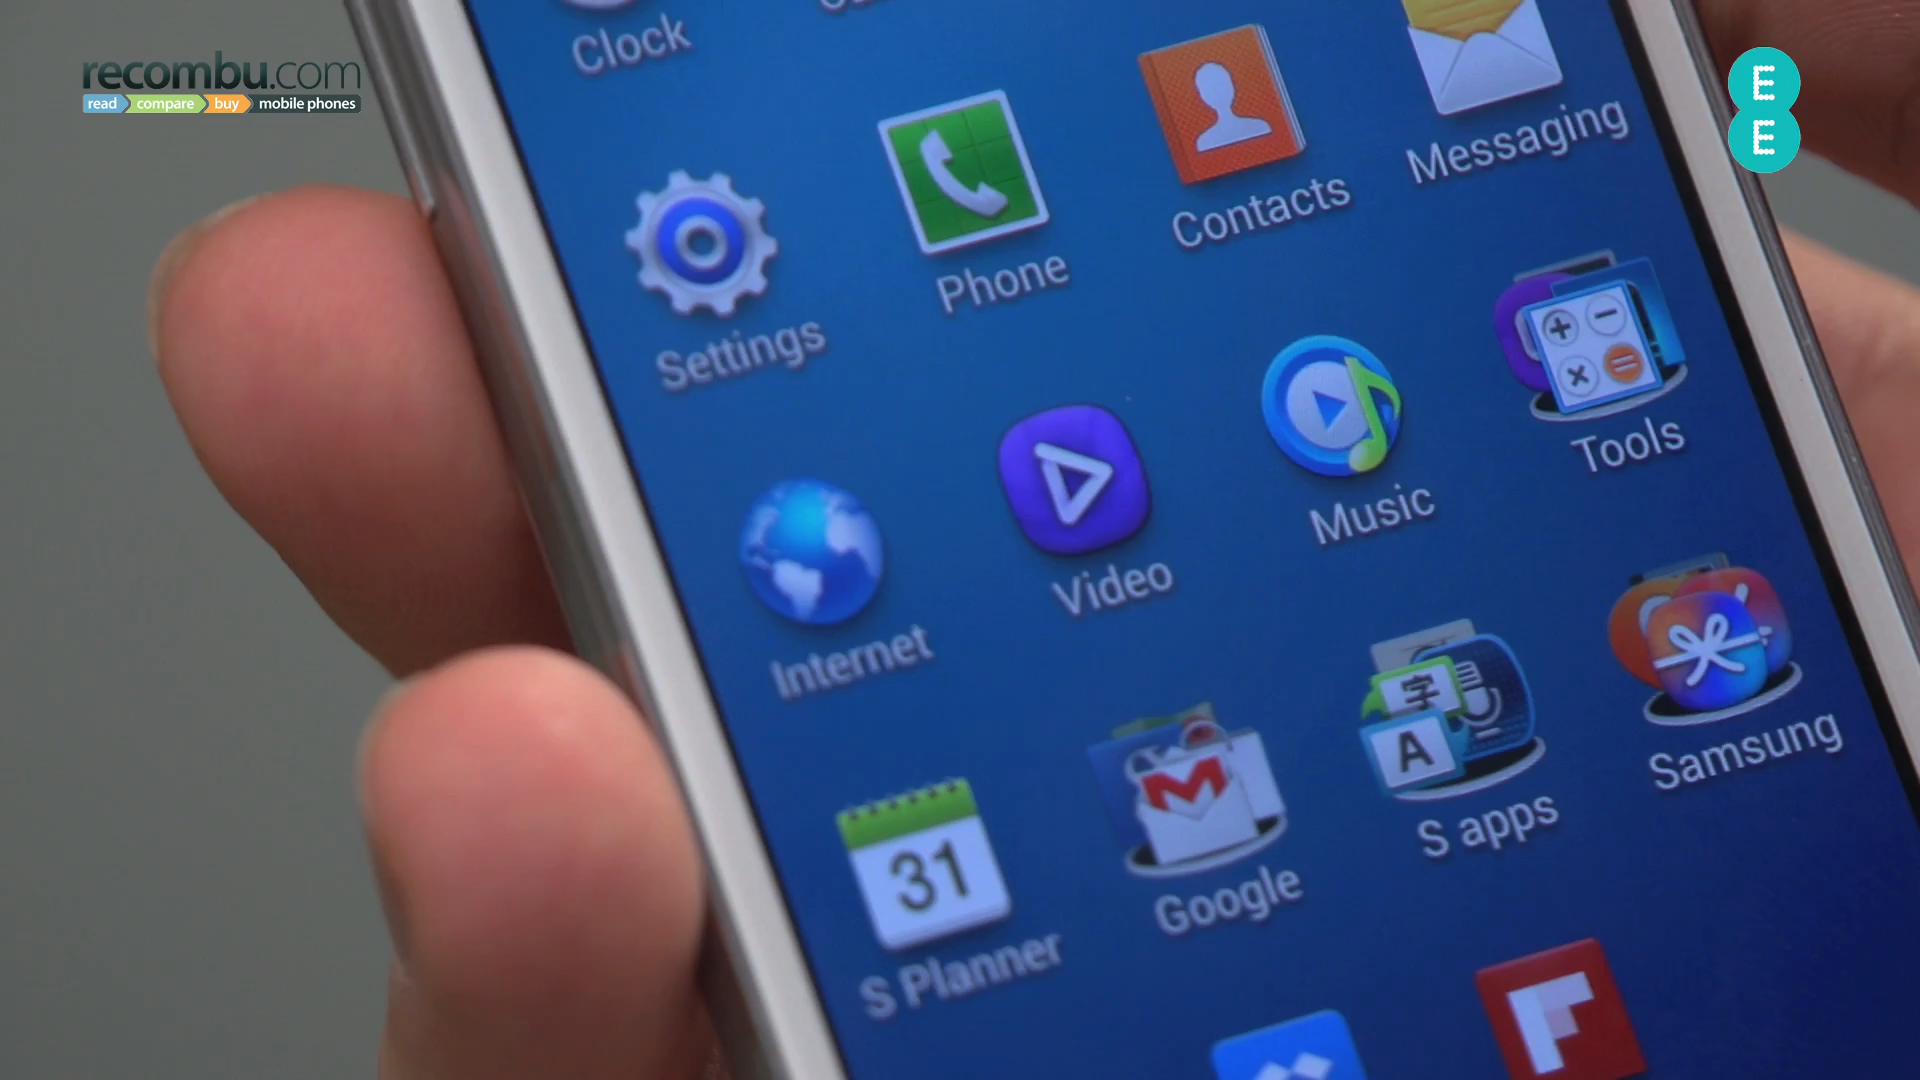 recombu.com
read compare buy mobile phones
E
E
Clock
Messaging
Contacts
Phone
Settings
Tools
Music
Video
Internet
Samsung
字
A
S apps
Google
31
S Planner